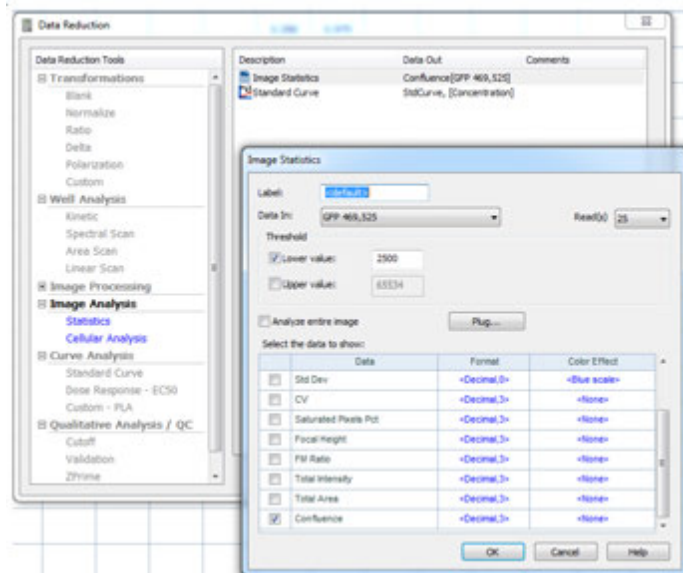 Data Reduction
Data Reduction Tools
Transformations
Blank
Normalize
Ratio
Delta
Polarization
Custom
Well Analysis
Kinetic
Spectral Scan
Area Scan
Linear Scan
Image Processing
Image Analysis
Statistics
Cellular Analysis
Curve Analysis
Standard Curve
Dose Response - EC50
Custom - PLA
Qualitative Analysis / QC
Cutoff
Validation
ZPrime
Description Data Out Comments
Image Statistics Confluence[GFP 469,525]
Standard Curve StdCurve, [Concentration]
Image Statistics
Label: <default>
Data In: GFP 469,525 Read(s) 25
Threshold
Lower value: 2500
Upper value: 65534
Analyze entire image Plug...
Select the data to show:
Data Format Color Effect
Std Dev <Decimal,0> <Blue scale>
CV <Decimal,3> <None>
Saturated Pixels Pct <Decimal,3> <None>
Focal Height <Decimal,3> <None>
FM Ratio <Decimal,3> <None>
Total Intensity <Decimal,3> <None>
Total Area <Decimal,3> <None>
Confluence <Decimal,3> <None>
OK Cancel Help